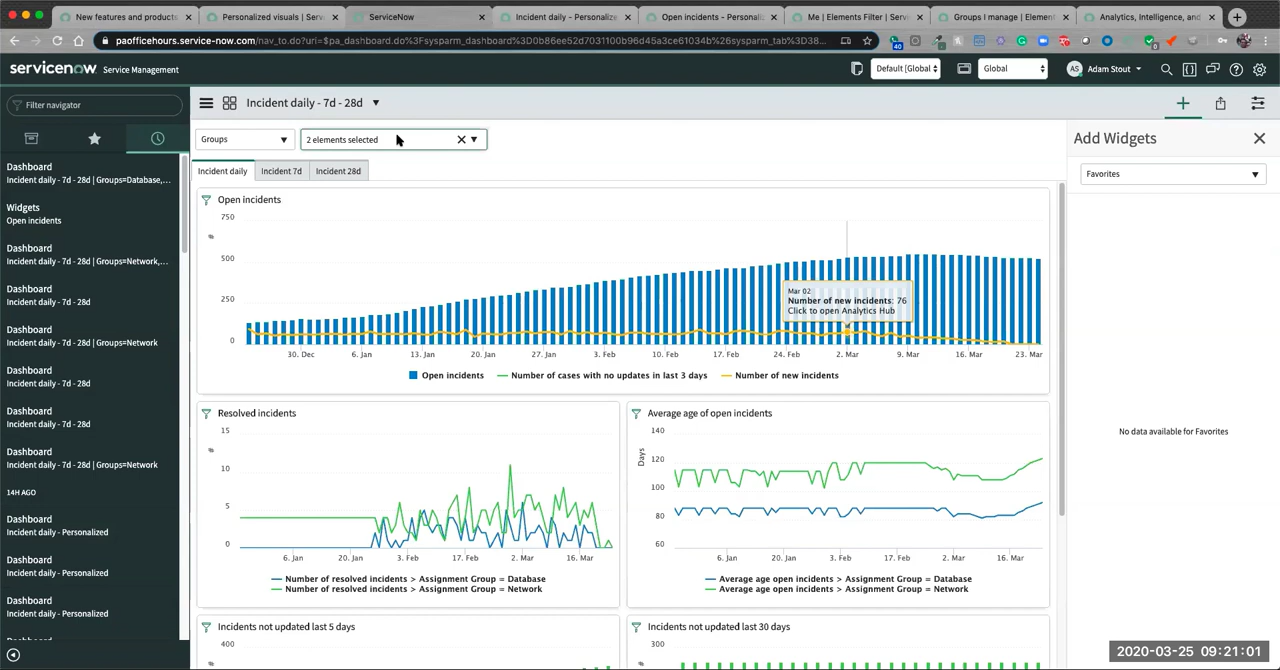 New features and products
Personalized visuals | Serv
ServiceNow
Incident daily - Personalize
Open incidents - Personali
Me | Elements Filter | Servic
Groups I manage | Elemen
Analytics, Intelligence, and
paofficehours.service-now.com/nav_to.do?uri=$pa_dashboard.do%3Fsysparm_dashboard%3D0b86ee52d7031100b96d45a3ce61034b%26sysparm_tab%3D38...
servicenow Service Management
Default [Global
Global
AS Adam Stout
Filter navigator
Dashboard
Incident daily - 7d - 28d | Groups=Database,...
Widgets
Open incidents
Dashboard
Incident daily - 7d - 28d | Groups=Network,...
Dashboard
Incident daily - 7d - 28d
Dashboard
Incident daily - 7d - 28d | Groups=Network
Dashboard
Incident daily - 7d - 28d
Dashboard
Incident daily - 7d - 28d
Dashboard
Incident daily - 7d - 28d | Groups=Network
14H AGO
Dashboard
Incident daily - Personalized
Dashboard
Incident daily - Personalized
Dashboard
Incident daily - Personalized
Incident daily - 7d - 28d
Groups
2 elements selected
Incident daily
Incident 7d
Incident 28d
Open incidents
750
#
500
250
0
30. Dec
6. Jan
13. Jan
20. Jan
27. Jan
3. Feb
10. Feb
17. Feb
24. Feb
2. Mar
9. Mar
16. Mar
23. Mar
Mar 02
Number of new incidents: 76
Click to open Analytics Hub
Open incidents
Number of cases with no updates in last 3 days
Number of new incidents
Resolved incidents
15
#
10
5
0
6. Jan
20. Jan
3. Feb
17. Feb
2. Mar
16. Mar
Number of resolved incidents > Assignment Group = Database
Number of resolved incidents > Assignment Group = Network
Average age of open incidents
140
Days
120
100
80
60
6. Jan
20. Jan
3. Feb
17. Feb
2. Mar
16. Mar
Average age open incidents > Assignment Group = Database
Average age open incidents > Assignment Group = Network
Incidents not updated last 5 days
400
#
Incidents not updated last 30 days
300
#
Add Widgets
Favorites
No data available for Favorites
2020-03-25 09:21:01